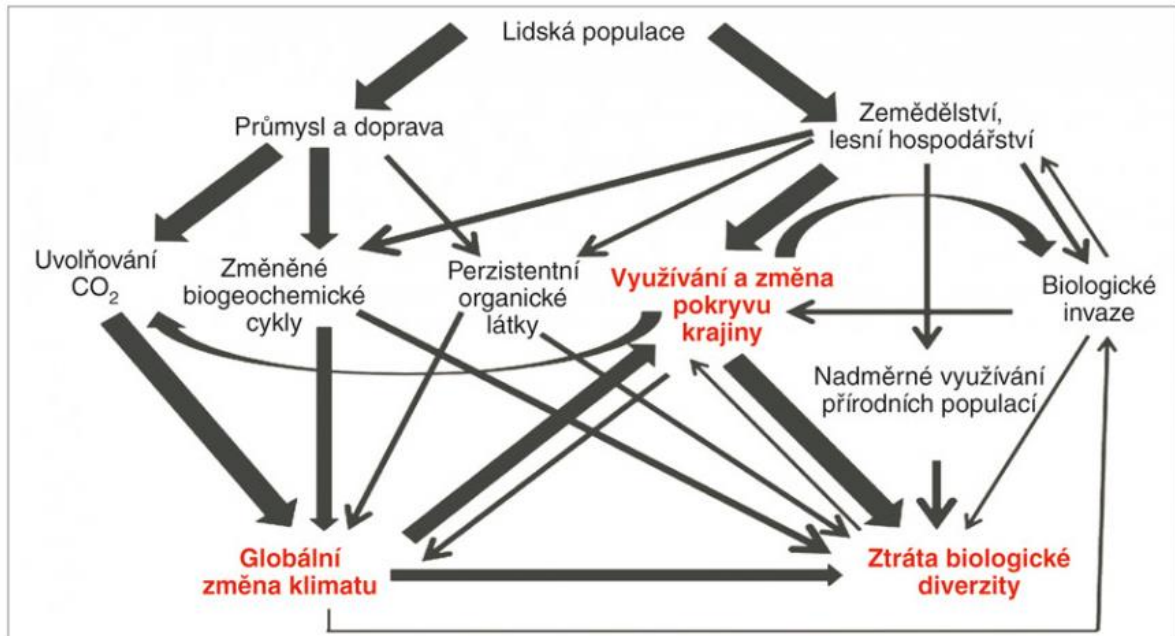 Lidská populace
Průmysl a doprava
Zemědělství,
lesní hospodářství
Uvolňování
CO₂
Změněné
biogeochemické
cykly
Perzistentní
organické
látky
Využívání a změna
pokryvu
krajiny
Biologické
invaze
Nadměrné využívání
přírodních populací
Globální
změna klimatu
Ztráta biologické
diverzity